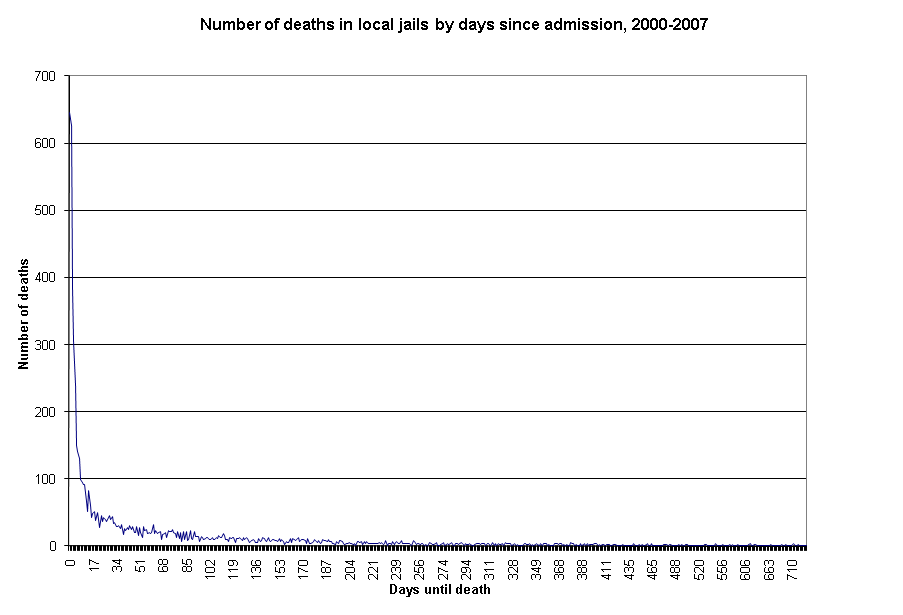 Number of deaths in local jails by days since admission, 2000-2007
700
600
500
400
300
200
100
0
Number of deaths
0 17 34 51 68 85 102 119 136 153 170 187 204 221 239 256 274 294 311 328 349 368 388 411 435 465 488 520 556 606 663 710
Days until death